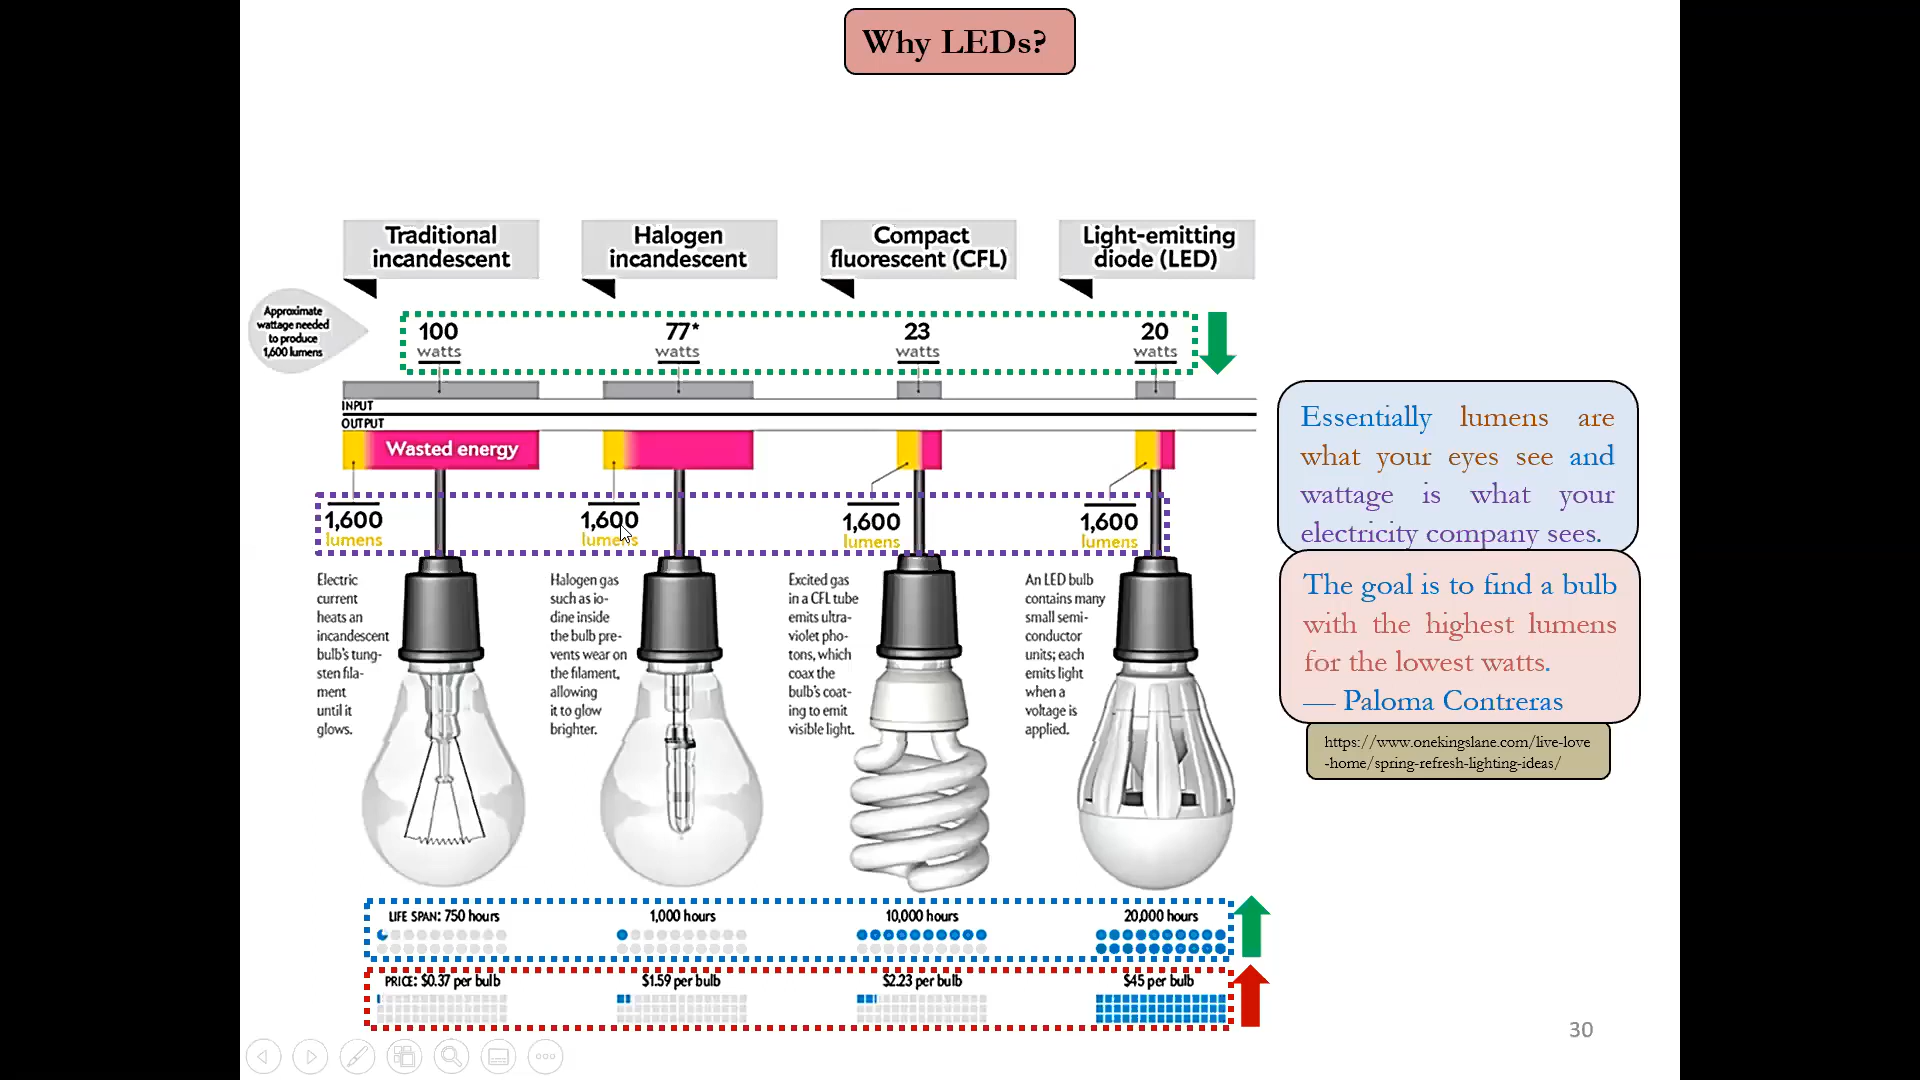 Why LEDs?
Traditional
incandescent
Halogen
incandescent
Compact
fluorescent (CFL)
Light-emitting
diode (LED)
Approximate
wattage needed
to produce
1,600 lumens
100
watts
77*
watts
23
watts
20
watts
INPUT
OUTPUT
Wasted energy
1,600
lumens
1,600
lumens
1,600
lumens
1,600
lumens
Electric
current
heats an
incandescent
bulb's tung-
sten fila-
ment
until it
glows.
Halogen gas
such as io-
dine inside
the bulb pre-
vents wear on
the filament,
allowing
it to glow
brighter.
Excited gas
in a CFL tube
emits ultra-
violet pho-
tons, which
coax the
bulb's coat-
ing to emit
visible light.
An LED bulb
contains many
small semi-
conductor
units; each
emits light
when a
voltage is
applied.
LIFE SPAN: 750 hours
1,000 hours
10,000 hours
20,000 hours
PRICE: $0.37 per bulb
$1.59 per bulb
$2.23 per bulb
$45 per bulb
Essentially lumens are
what your eyes see and
wattage is what your
electricity company sees.
The goal is to find a bulb
with the highest lumens
for the lowest watts.
— Paloma Contreras
https://www.onekingslane.com/live-love
-home/spring-refresh-lighting-ideas/
30